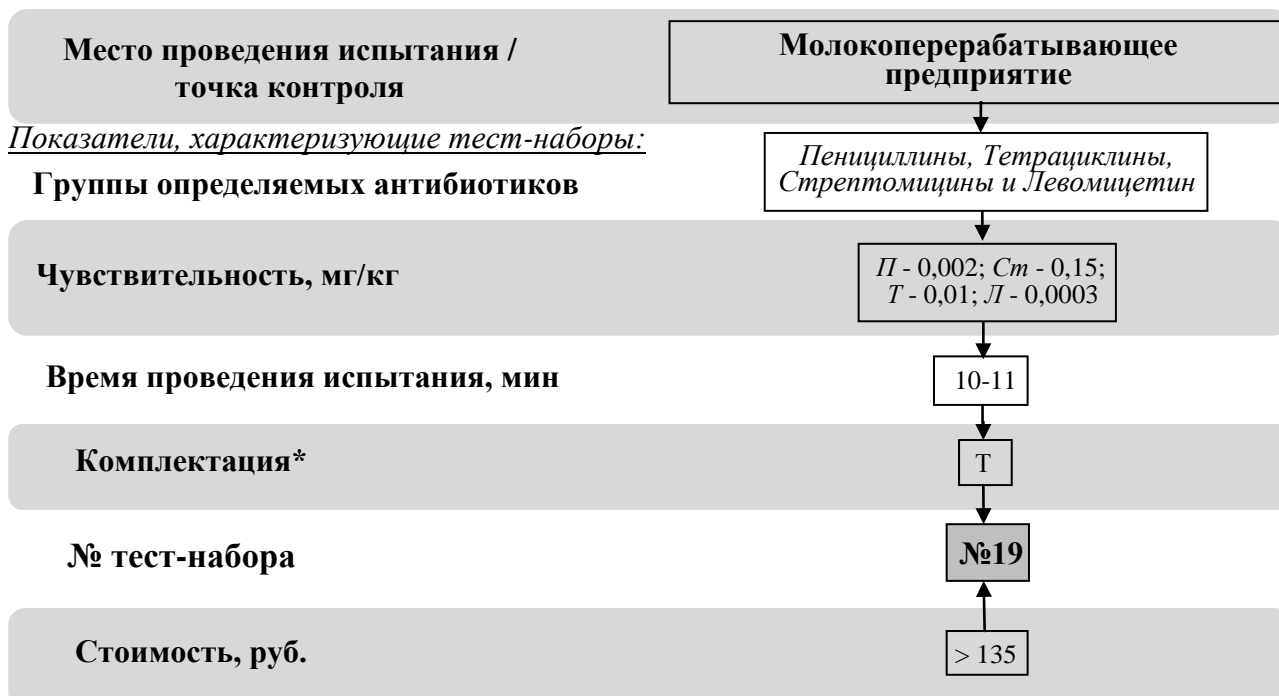 Место проведения испытания /
точка контроля
Молокоперерабатывающее
предприятие
Показатели, характеризующие тест-наборы:
Группы определяемых антибиотиков
Пенициллины, Тетрациклины,
Стрептомицины и Левомицетин
Чувствительность, мг/кг
П - 0,002; Ст - 0,15;
Т - 0,01; Л - 0,0003
Время проведения испытания, мин
10-11
Комплектация*
Т
№ тест-набора
№19
Стоимость, руб.
> 135